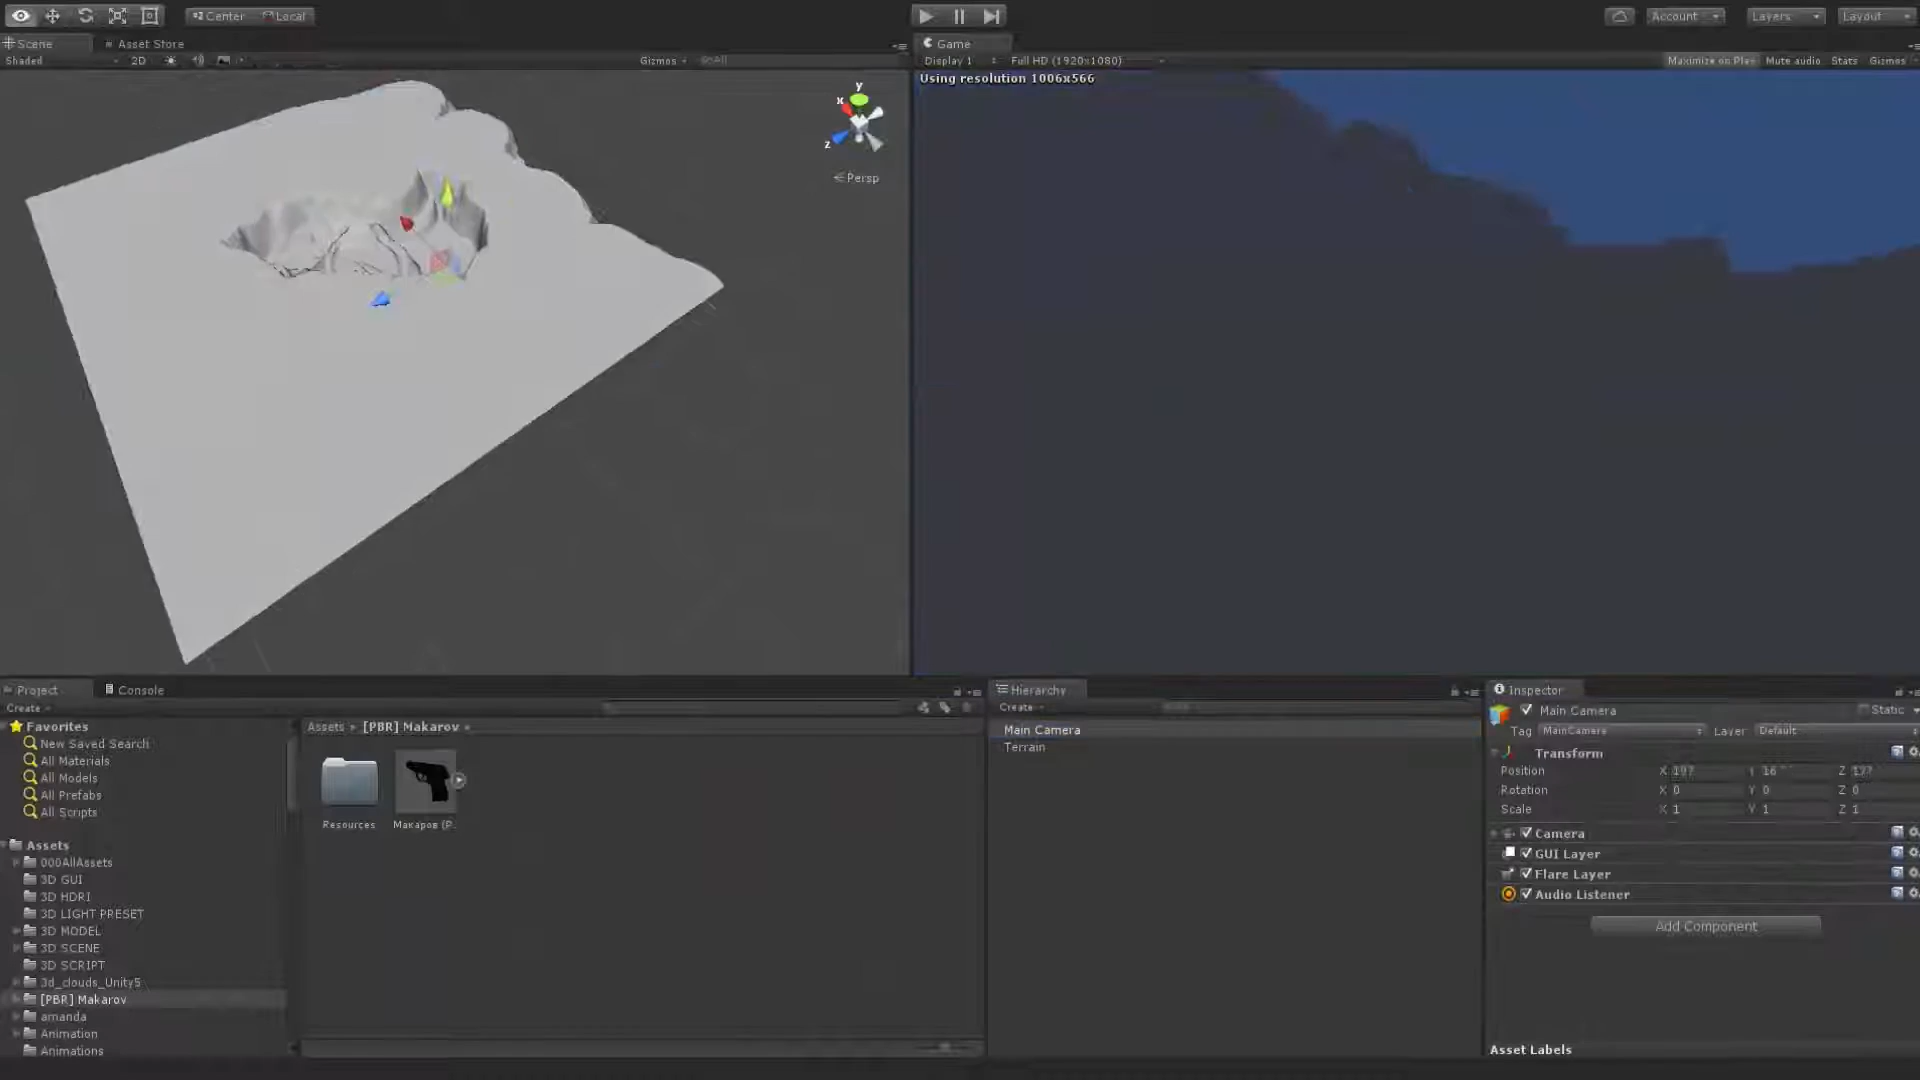 Center Local
Account Layers Layout
Scene Asset Store
Game
Shaded 2D Gizmos All
Display 1 Full HD (1920x1080) Maximize on Play Mute audio Stats Gizmos
Using resolution 1006x566
y
x
z
Persp
Project Console
Hierarchy
Inspector
Create
Create
Main Camera Static
Favorites
Assets [PBR] Makarov
Main Camera
Tag MainCamera Layer Default
New Saved Search
Terrain
Transform
All Materials
Position X 197 Y 16 Z 177
All Models
Rotation X 0 Y 0 Z 0
All Prefabs
Scale X 1 Y 1 Z 1
All Scripts
Resources Макаров (P.
Camera
Assets
GUI Layer
000AllAssets
Flare Layer
3D GUI
Audio Listener
3D HDRI
3D LIGHT PRESET
Add Component
3D MODEL
3D SCENE
3D SCRIPT
3d_clouds_Unity5
[PBR] Makarov
amanda
Animation
Animations
Asset Labels